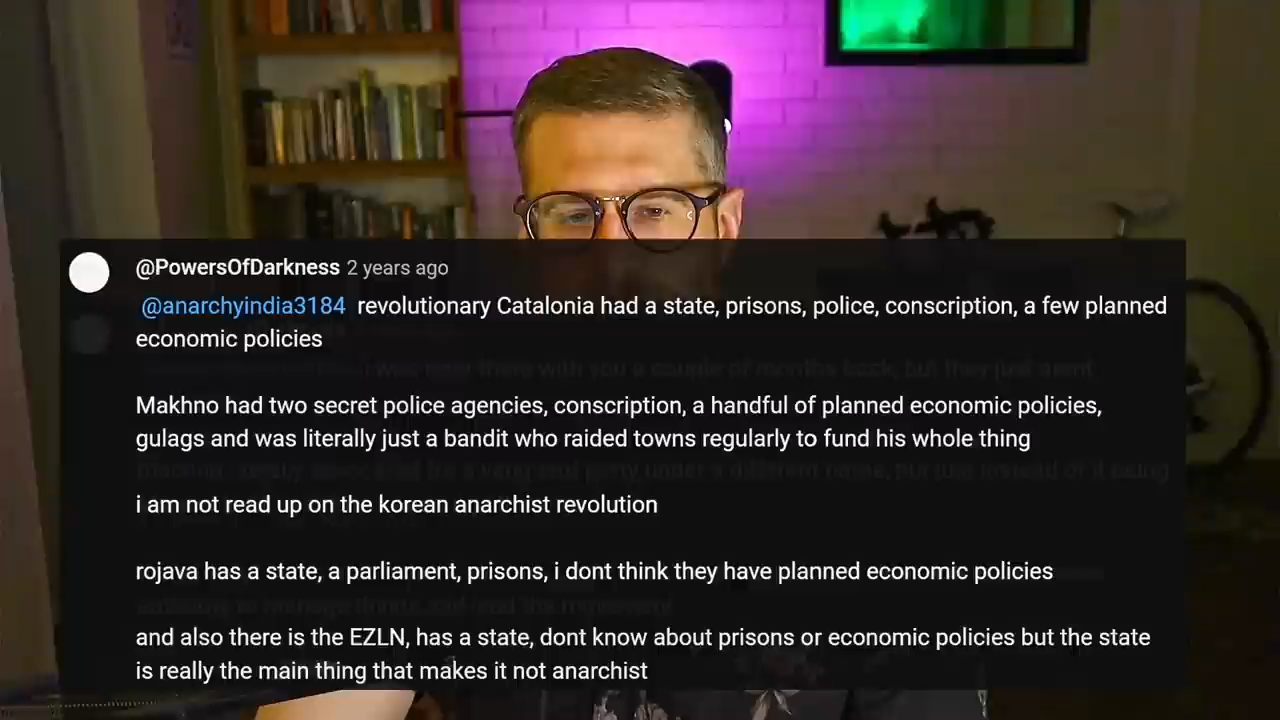 @PowersOfDarkness 2 years ago
@anarchyindia3184 revolutionary Catalonia had a state, prisons, police, conscription, a few planned
economic policies
Makhno had two secret police agencies, conscription, a handful of planned economic policies,
gulags and was literally just a bandit who raided towns regularly to fund his whole thing
i am not read up on the korean anarchist revolution
rojava has a state, a parliament, prisons, i dont think they have planned economic policies
and also there is the EZLN, has a state, dont know about prisons or economic policies but the state
is really the main thing that makes it not anarchist